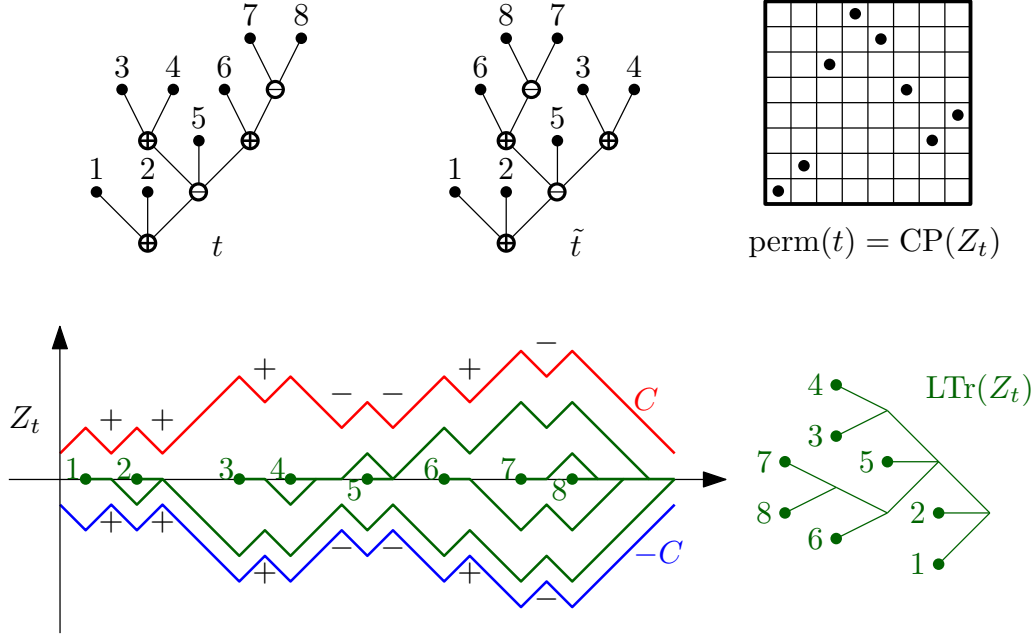 7 8
3 4 6
5
1 2
⊖
⊕ ⊕
⊖
⊕
t
8 7
6 3 4
5
1 2
⊖
⊕ ⊕
⊖
⊕
t̃
perm(t) = CP(Z_t)
Z_t
+ + + − − + −
C
1 2 3 4 5 6 7 8
+ + + − − + −
−C
LTr(Z_t)
4
3
7 5
8 2
6
1